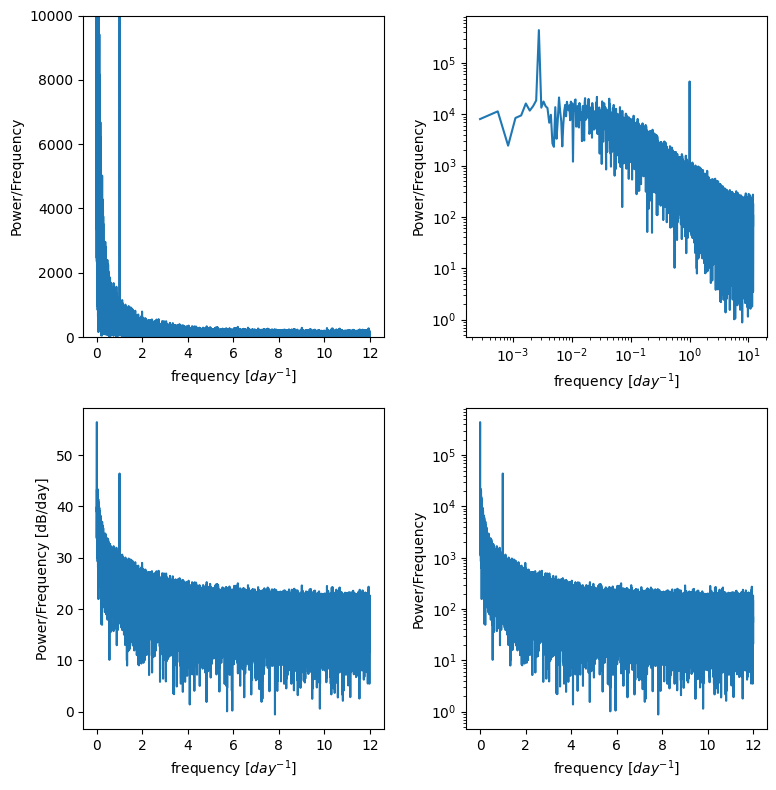 10000
8000
6000
4000
2000
0
Power/Frequency
0 2 4 6 8 10 12
frequency [day⁻¹]
10⁵
10⁴
10³
10²
10¹
10⁰
Power/Frequency
10⁻³ 10⁻² 10⁻¹ 10⁰ 10¹
frequency [day⁻¹]
50
40
30
20
10
0
Power/Frequency [dB/day]
0 2 4 6 8 10 12
frequency [day⁻¹]
10⁵
10⁴
10³
10²
10¹
10⁰
Power/Frequency
0 2 4 6 8 10 12
frequency [day⁻¹]